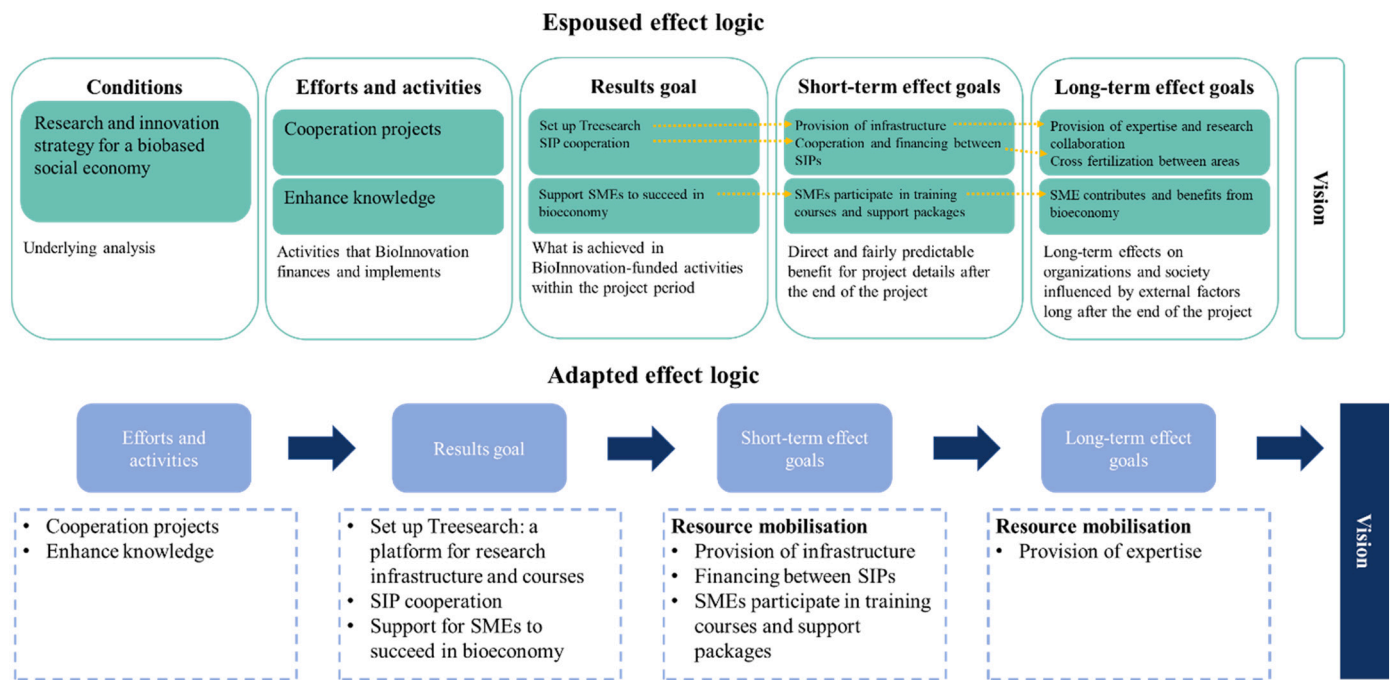 Espoused effect logic
Conditions
Research and innovation
strategy for a biobased
social economy
Underlying analysis
Efforts and activities
Cooperation projects
Enhance knowledge
Activities that BioInnovation
finances and implements
Results goal
Set up Treesearch
SIP cooperation
Support SMEs to succeed in
bioeconomy
What is achieved in
BioInnovation-funded activities
within the project period
Short-term effect goals
Provision of infrastructure
Cooperation and financing between
SIPs
SMEs participate in training
courses and support packages
Direct and fairly predictable
benefit for project details after
the end of the project
Long-term effect goals
Provision of expertise and research
collaboration
Cross fertilization between areas
SME contributes and benefits from
bioeconomy
Long-term effects on
organizations and society
influenced by external factors
long after the end of the project
Vision
Adapted effect logic
Efforts and
activities
• Cooperation projects
• Enhance knowledge
Results goal
• Set up Treesearch: a
platform for research
infrastructure and courses
• SIP cooperation
• Support for SMEs to
succeed in bioeconomy
Short-term effect
goals
Resource mobilisation
• Provision of infrastructure
• Financing between SIPs
• SMEs participate in training
courses and support
packages
Long-term effect
goals
Resource mobilisation
• Provision of expertise
Vision